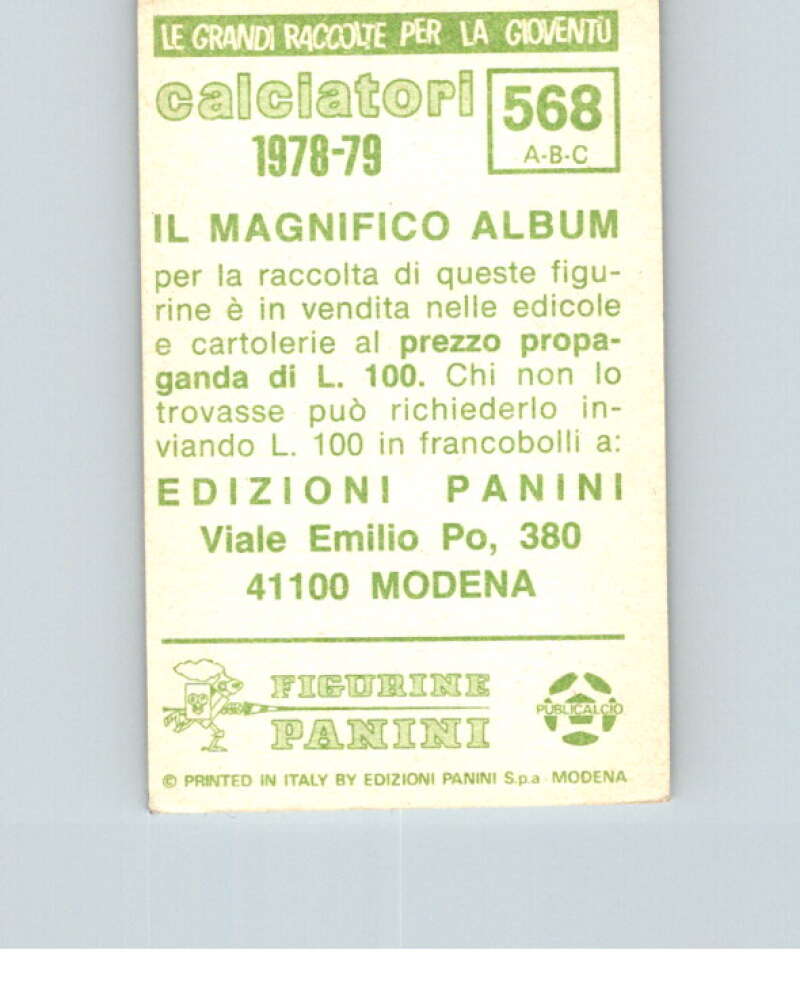 LE GRANDI RACCOLTE PER LA GIOVENTÙ
calciatori
1978-79
568
A-B-C
IL MAGNIFICO ALBUM
per la raccolta di queste figu-
rine è in vendita nelle edicole
e cartolerie al prezzo propa-
ganda di L. 100. Chi non lo
trovasse può richiederlo in-
viando L. 100 in francobolli a:
EDIZIONI PANINI
Viale Emilio Po, 380
41100 MODENA
FIGURINE
PANINI
PUBLICALCIO
© PRINTED IN ITALY BY EDIZIONI PANINI S.p.a - MODENA